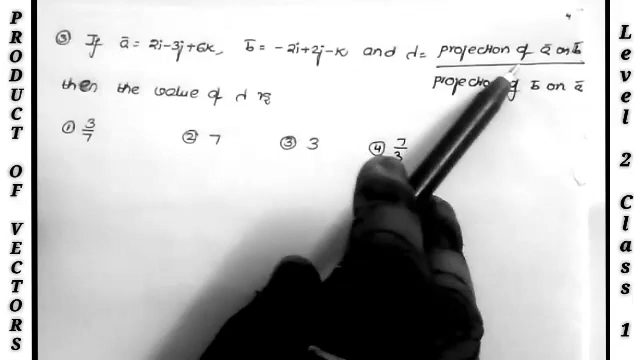 PRODUCT OF VECTORS
③ If ā = 2i-3j+6k, b̄ = -2i+2j-k and λ = projection of ā on b̄ / projection of b̄ on ā
then the value of λ is
① 3/7 ② 7 ③ 3 ④ 7/3
Level 2 Class 1